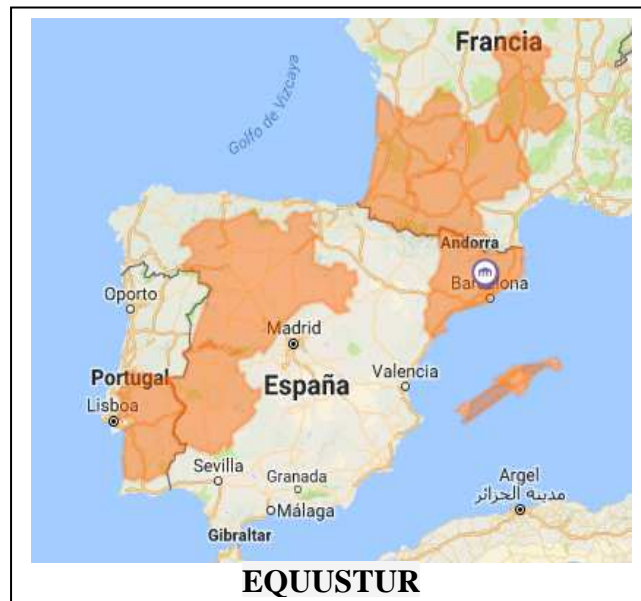 Francia
Golfo de Vizcaya
Andorra
Barcelona
Oporto
Madrid
Portugal
España
Valencia
Lisboa
Sevilla
Granada
Argel
مدينة الجزائر
Málaga
Gibraltar
EQUUSTUR